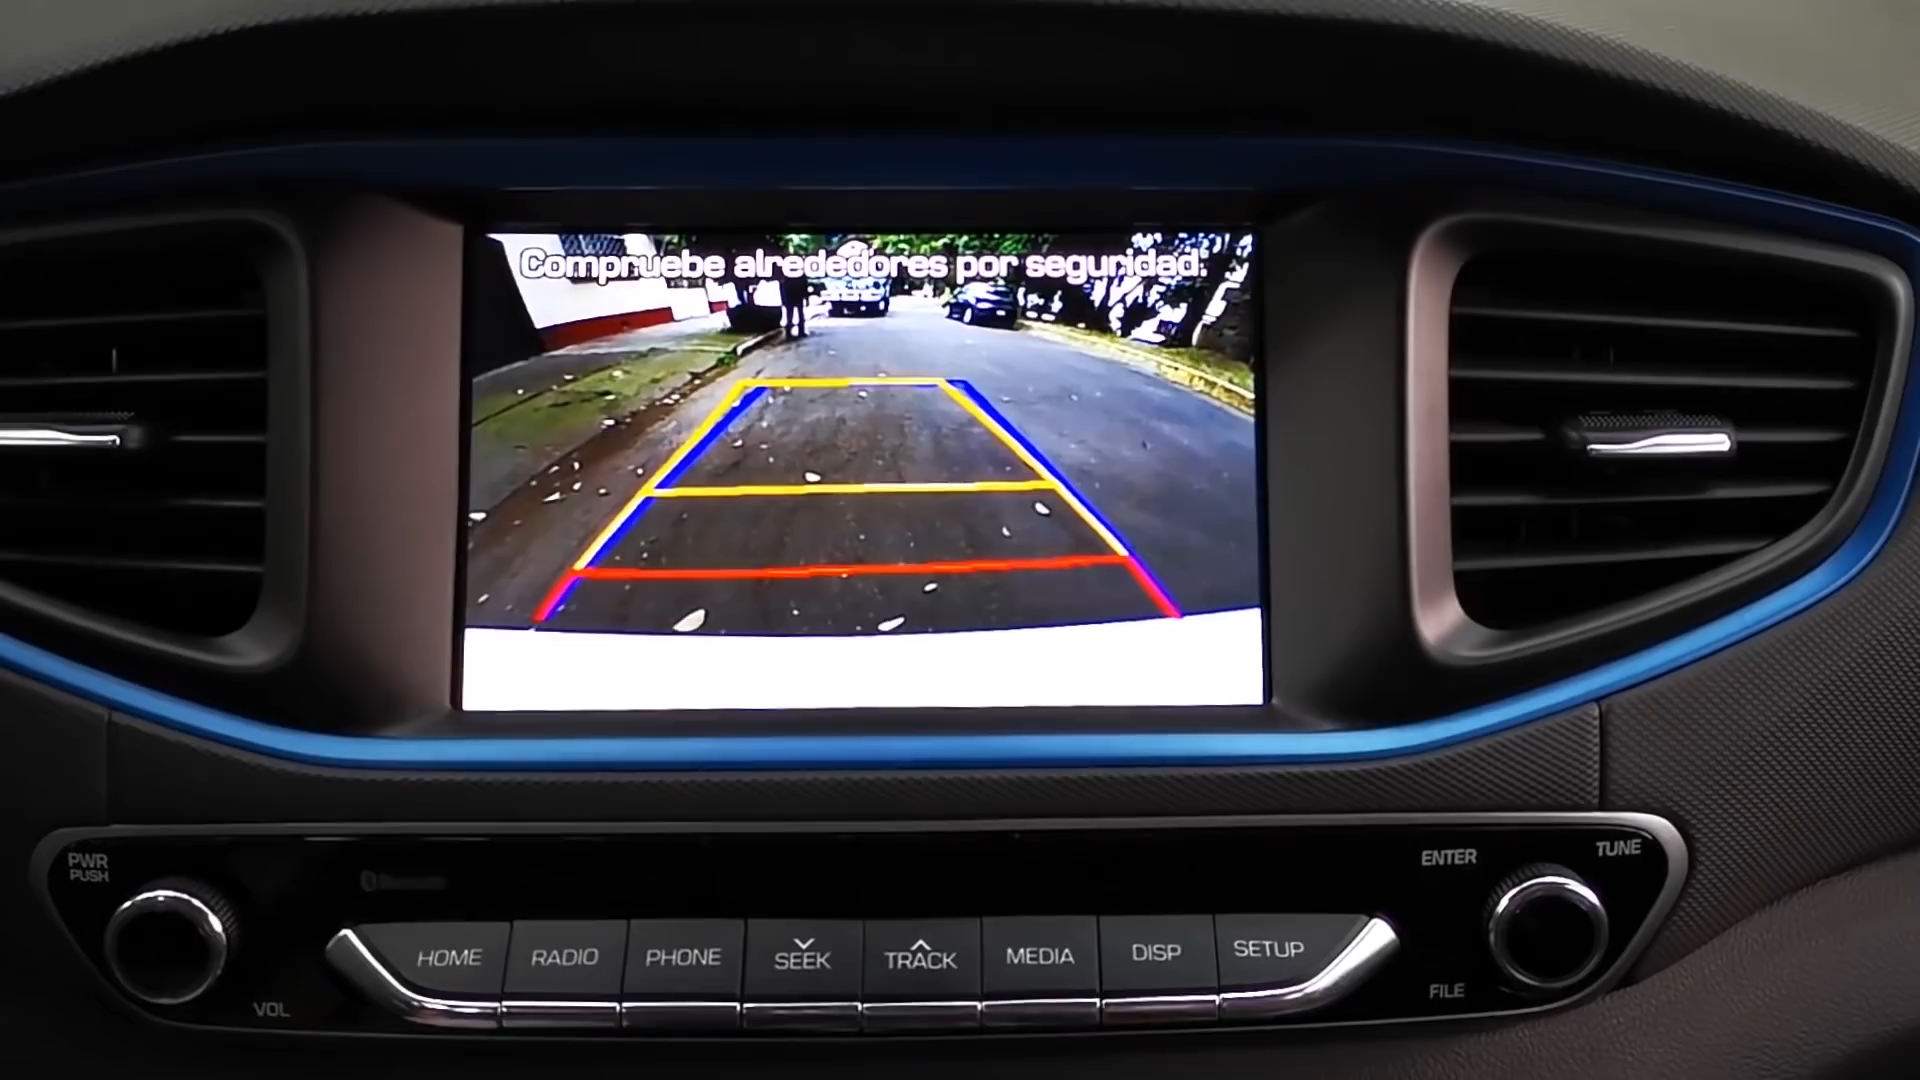 Compruebe alrededores por seguridad.
PWR
PUSH
VOL
HOME
RADIO
PHONE
SEEK
TRACK
MEDIA
DISP
SETUP
ENTER
TUNE
FILE